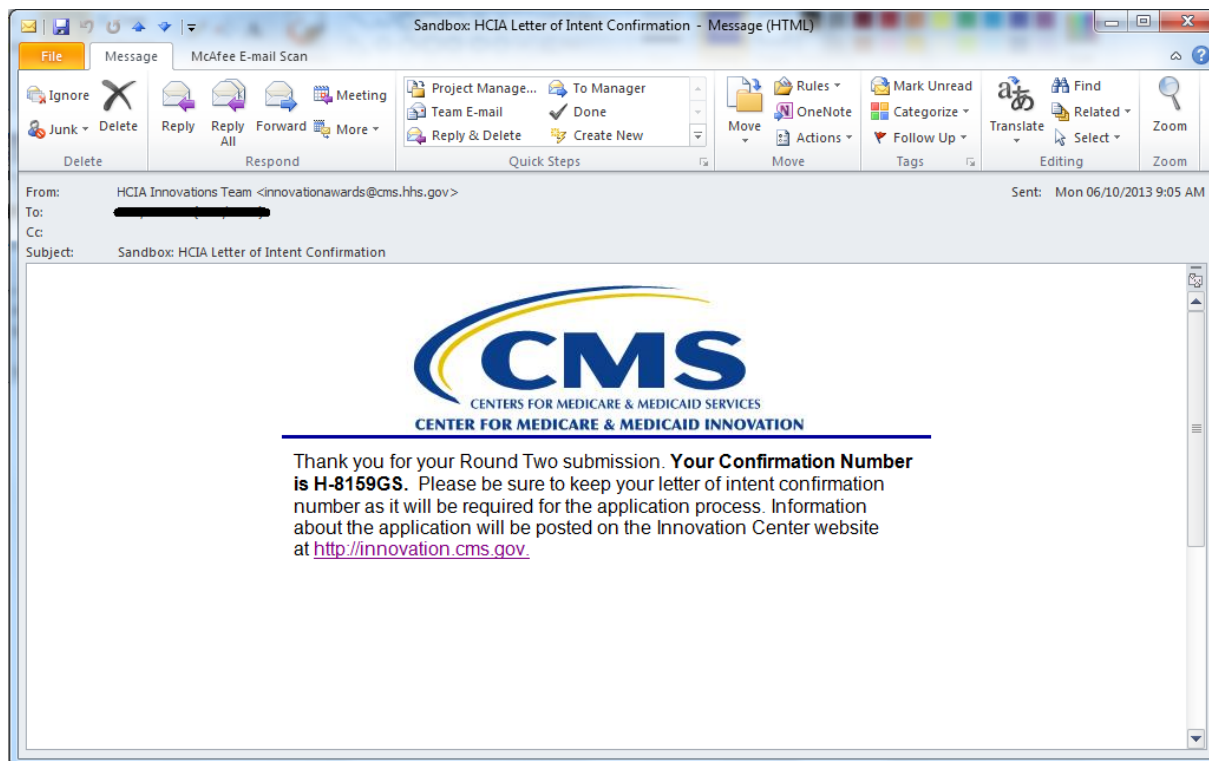 Sandbox: HCIA Letter of Intent Confirmation - Message (HTML)
File Message McAfee E-mail Scan
Ignore
Junk
Delete
Delete
Reply
Reply All
Forward
Meeting
More
Respond
Project Manage... To Manager
Team E-mail Done
Reply & Delete Create New
Quick Steps
Move
Rules
OneNote
Actions
Move
Mark Unread
Categorize
Follow Up
Tags
Translate
Find
Related
Select
Editing
Zoom
Zoom
From: HCIA Innovations Team <innovationawards@cms.hhs.gov> Sent: Mon 06/10/2013 9:05 AM
To:
Cc:
Subject: Sandbox: HCIA Letter of Intent Confirmation
CMS
CENTERS FOR MEDICARE & MEDICAID SERVICES
CENTER FOR MEDICARE & MEDICAID INNOVATION
Thank you for your Round Two submission. Your Confirmation Number
is H-8159GS. Please be sure to keep your letter of intent confirmation
number as it will be required for the application process. Information
about the application will be posted on the Innovation Center website
at http://innovation.cms.gov.